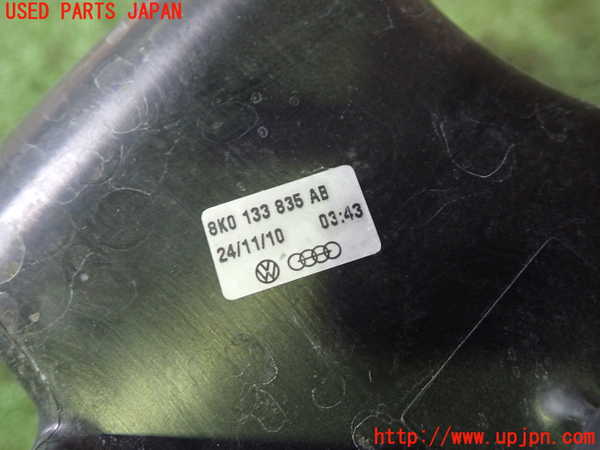 USED PARTS JAPAN
8K0 133 835 AB
24/11/10 03:43
http://www.upjpn.com/